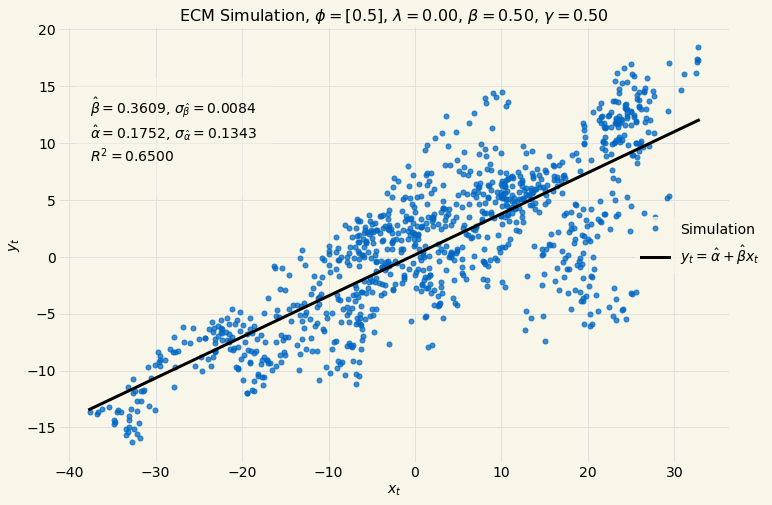 ECM Simulation, ϕ = [0.5], λ = 0.00, β = 0.50, γ = 0.50
20
15
10
5
0
−5
−10
−15
y_t
β̂ = 0.3609, σ_β̂ = 0.0084
α̂ = 0.1752, σ_α̂ = 0.1343
R² = 0.6500
Simulation
y_t = α̂ + β̂x_t
−40 −30 −20 −10 0 10 20 30
x_t